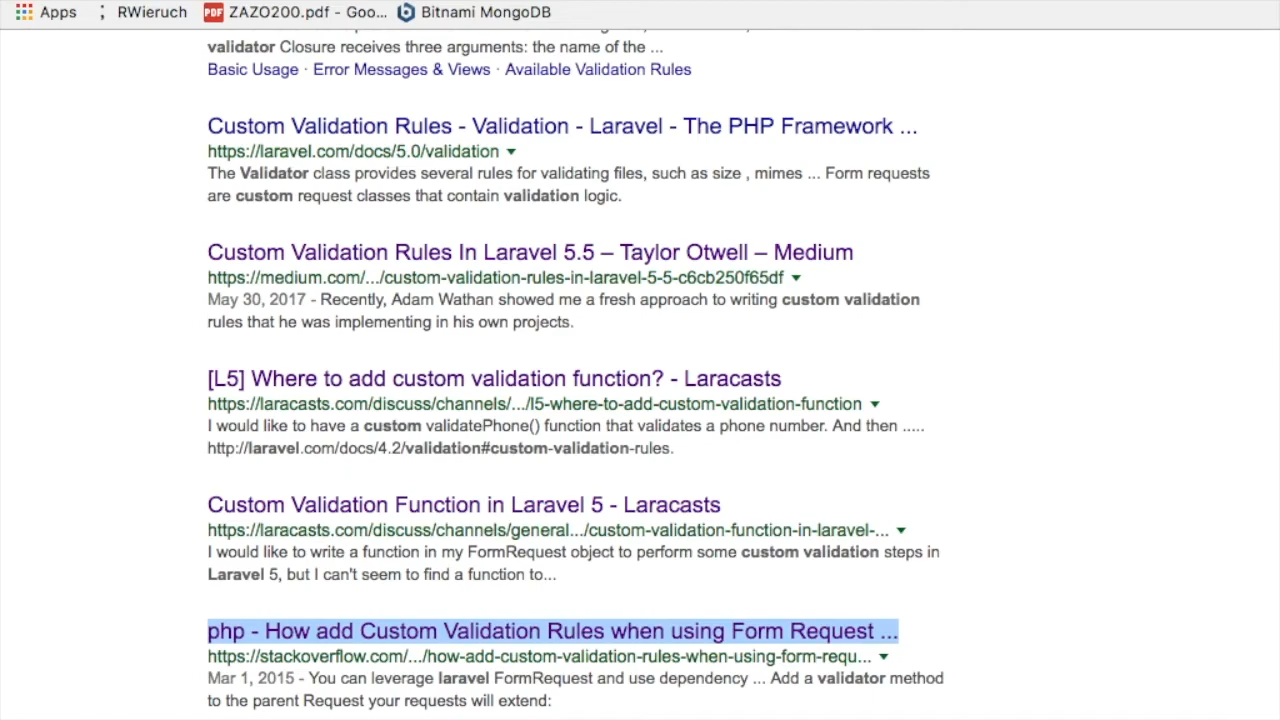 Apps ; RWieruch PDF ZAZO200.pdf - Goo... Bitnami MongoDB
validator Closure receives three arguments: the name of the ...
Basic Usage · Error Messages & Views · Available Validation Rules
Custom Validation Rules - Validation - Laravel - The PHP Framework ...
https://laravel.com/docs/5.0/validation
The Validator class provides several rules for validating files, such as size , mimes ... Form requests
are custom request classes that contain validation logic.
Custom Validation Rules In Laravel 5.5 – Taylor Otwell – Medium
https://medium.com/.../custom-validation-rules-in-laravel-5-5-c6cb250f65df
May 30, 2017 - Recently, Adam Wathan showed me a fresh approach to writing custom validation
rules that he was implementing in his own projects.
[L5] Where to add custom validation function? - Laracasts
https://laracasts.com/discuss/channels/.../l5-where-to-add-custom-validation-function
I would like to have a custom validatePhone() function that validates a phone number. And then .....
http://laravel.com/docs/4.2/validation#custom-validation-rules.
Custom Validation Function in Laravel 5 - Laracasts
https://laracasts.com/discuss/channels/general.../custom-validation-function-in-laravel-...
I would like to write a function in my FormRequest object to perform some custom validation steps in
Laravel 5, but I can't seem to find a function to...
php - How add Custom Validation Rules when using Form Request ...
https://stackoverflow.com/.../how-add-custom-validation-rules-when-using-form-requ...
Mar 1, 2015 - You can leverage laravel FormRequest and use dependency ... Add a validator method
to the parent Request your requests will extend: